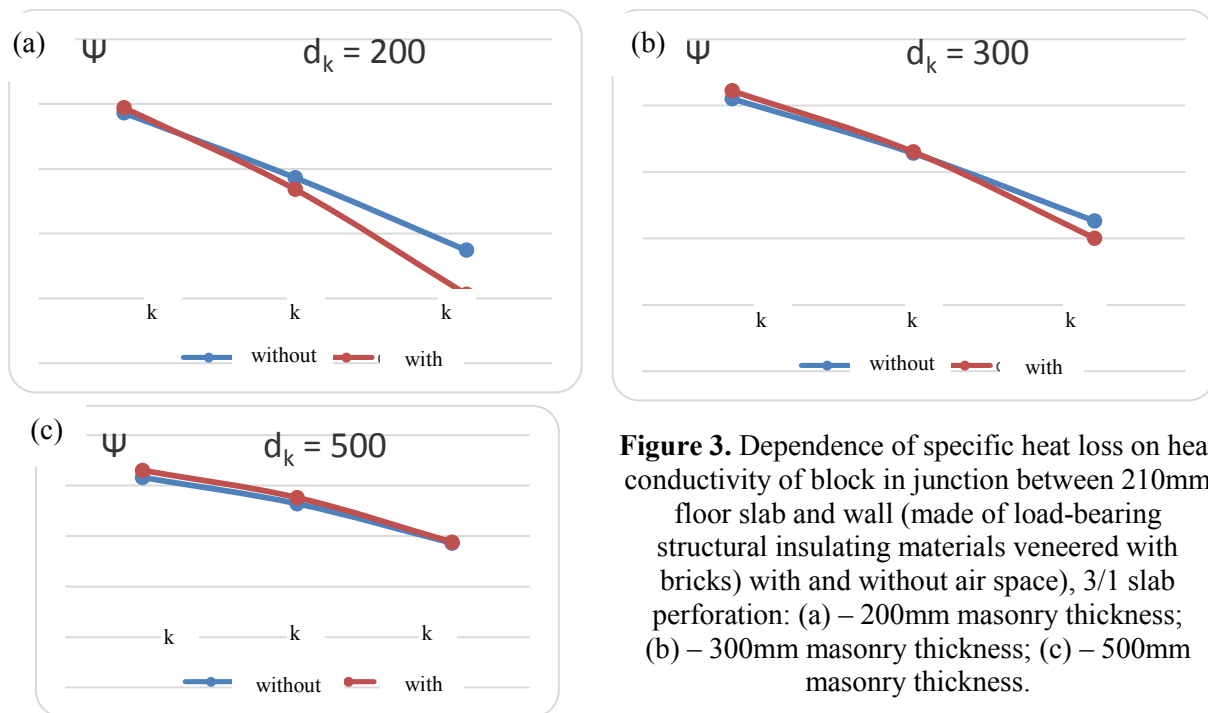 (a)
Ψ
dk = 200
k k k
without with
(b)
Ψ
dk = 300
k k k
without with
(c)
Ψ
dk = 500
k k k
without with
Figure 3. Dependence of specific heat loss on hea
conductivity of block in junction between 210mm
floor slab and wall (made of load-bearing
structural insulating materials veneered with
bricks) with and without air space), 3/1 slab
perforation: (a) – 200mm masonry thickness;
(b) – 300mm masonry thickness; (c) – 500mm
masonry thickness.